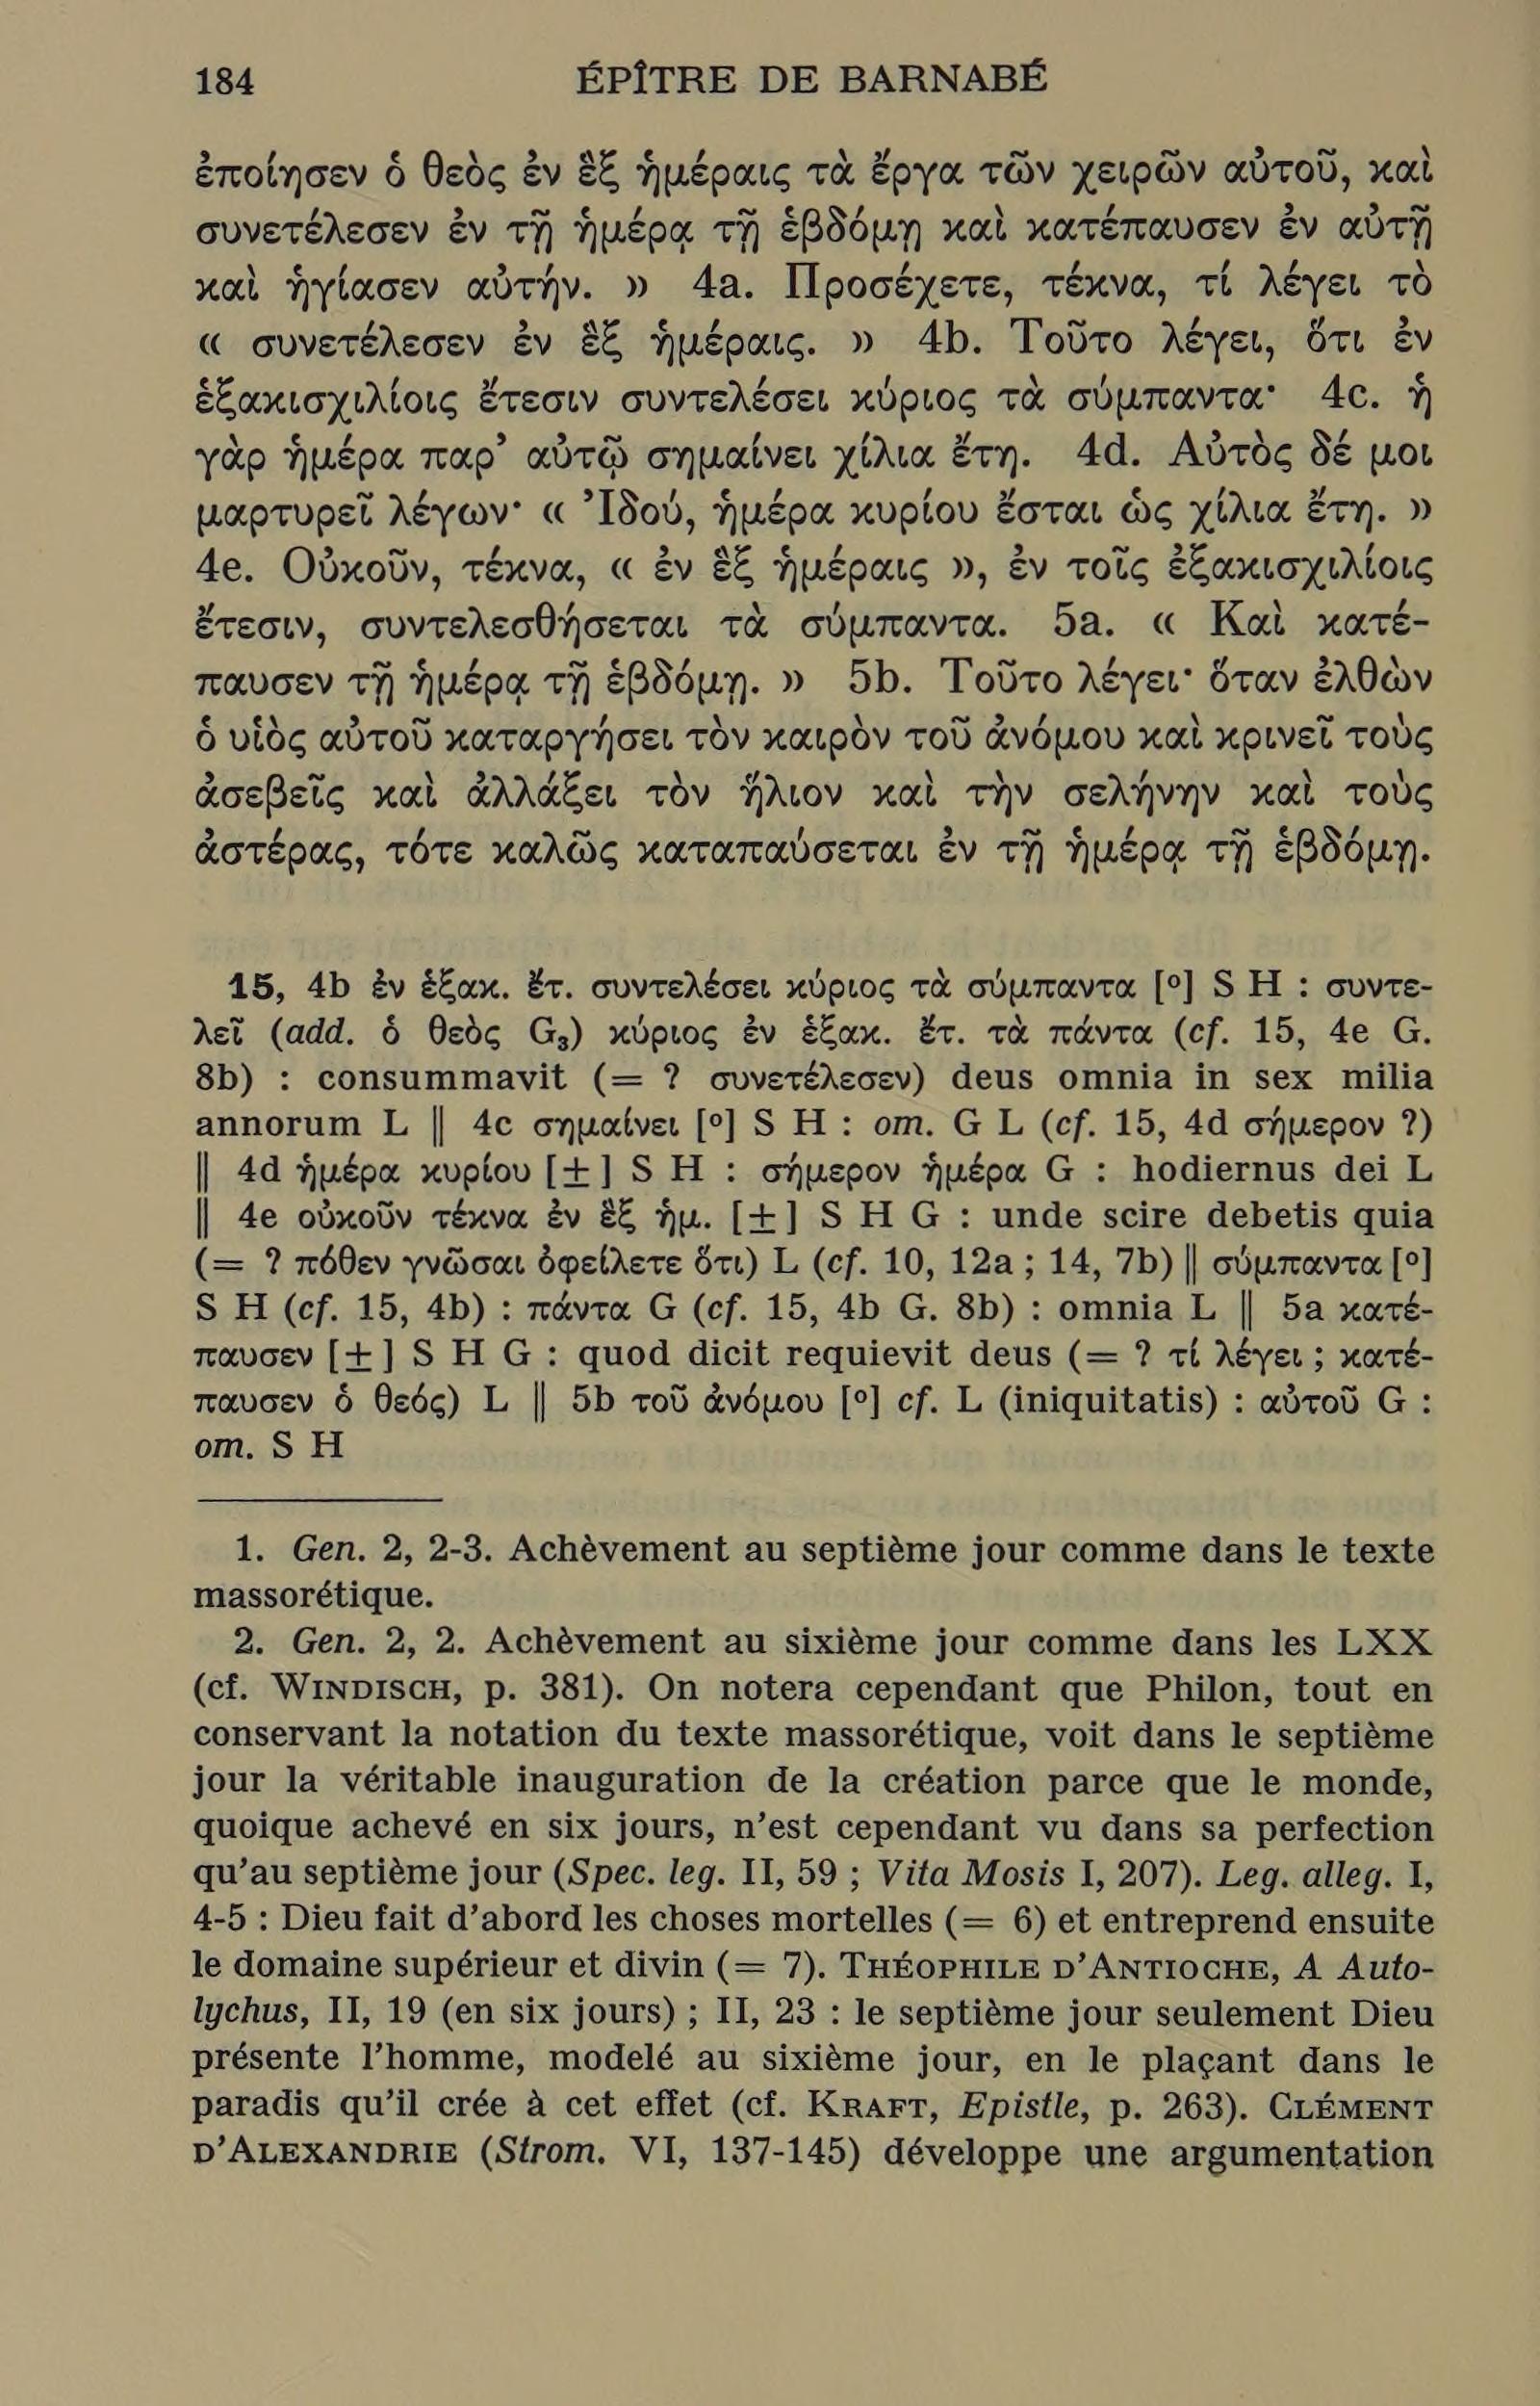 184 ÉPÎTRE DE BARNABÉ
ἐποίησεν ὁ θεὸς ἐν ἓξ ἡμέραις τὰ ἔργα τῶν χειρῶν αὐτοῦ, καὶ
συνετέλεσεν ἐν τῇ ἡμέρᾳ τῇ ἑβδόμῃ καὶ κατέπαυσεν ἐν αὐτῇ
καὶ ἡγίασεν αὐτήν. » 4a. Προσέχετε, τέκνα, τί λέγει τὸ
« συνετέλεσεν ἐν ἓξ ἡμέραις. » 4b. Τοῦτο λέγει, ὅτι ἐν
ἑξακισχιλίοις ἔτεσιν συντελέσει κύριος τὰ σύμπαντα· 4c. ἡ
γὰρ ἡμέρα παρ’ αὐτῷ σημαίνει χίλια ἔτη. 4d. Αὐτὸς δέ μοι
μαρτυρεῖ λέγων· « Ἰδού, ἡμέρα κυρίου ἔσται ὡς χίλια ἔτη. »
4e. Οὐκοῦν, τέκνα, « ἐν ἓξ ἡμέραις », ἐν τοῖς ἑξακισχιλίοις
ἔτεσιν, συντελεσθήσεται τὰ σύμπαντα. 5a. « Καὶ κατέ-
παυσεν τῇ ἡμέρᾳ τῇ ἑβδόμῃ. » 5b. Τοῦτο λέγει· ὅταν ἐλθὼν
ὁ υἱὸς αὐτοῦ καταργήσει τὸν καιρὸν τοῦ ἀνόμου καὶ κρινεῖ τοὺς
ἀσεβεῖς καὶ ἀλλάξει τὸν ἥλιον καὶ τὴν σελήνην καὶ τοὺς
ἀστέρας, τότε καλῶς καταπαύσεται ἐν τῇ ἡμέρᾳ τῇ ἑβδόμῃ.
15, 4b ἐν ἑξακ. ἔτ. συντελέσει κύριος τὰ σύμπαντα [º] S H : συντε-
λεῖ (add. ὁ θεὸς G₃) κύριος ἐν ἑξακ. ἔτ. τὰ πάντα (cf. 15, 4e G.
8b) : consummavit (= ? συνετέλεσεν) deus omnia in sex milia
annorum L || 4c σημαίνει [º] S H : om. G L (cf. 15, 4d σήμερον ?)
|| 4d ἡμέρα κυρίου [±] S H : σήμερον ἡμέρα G : hodiernus dei L
|| 4e οὐκοῦν τέκνα ἐν ἓξ ἡμ. [±] S H G : unde scire debetis quia
(= ? πόθεν γνῶσαι ὀφείλετε ὅτι) L (cf. 10, 12a ; 14, 7b) || σύμπαντα [º]
S H (cf. 15, 4b) : πάντα G (cf. 15, 4b G. 8b) : omnia L || 5a κατέ-
παυσεν [±] S H G : quod dicit requievit deus (= ? τί λέγει ; κατέ-
παυσεν ὁ θεός) L || 5b τοῦ ἀνόμου [º] cf. L (iniquitatis) : αὐτοῦ G :
om. S H
1. Gen. 2, 2-3. Achèvement au septième jour comme dans le texte
massorétique.
2. Gen. 2, 2. Achèvement au sixième jour comme dans les LXX
(cf. WINDISCH, p. 381). On notera cependant que Philon, tout en
conservant la notation du texte massorétique, voit dans le septième
jour la véritable inauguration de la création parce que le monde,
quoique achevé en six jours, n’est cependant vu dans sa perfection
qu’au septième jour (Spec. leg. II, 59 ; Vita Mosis I, 207). Leg. alleg. I,
4-5 : Dieu fait d’abord les choses mortelles (= 6) et entreprend ensuite
le domaine supérieur et divin (= 7). THÉOPHILE D’ANTIOCHE, A Auto-
lychus, II, 19 (en six jours) ; II, 23 : le septième jour seulement Dieu
présente l’homme, modelé au sixième jour, en le plaçant dans le
paradis qu’il crée à cet effet (cf. KRAFT, Epistle, p. 263). CLÉMENT
D’ALEXANDRIE (Strom. VI, 137-145) développe une argumentation